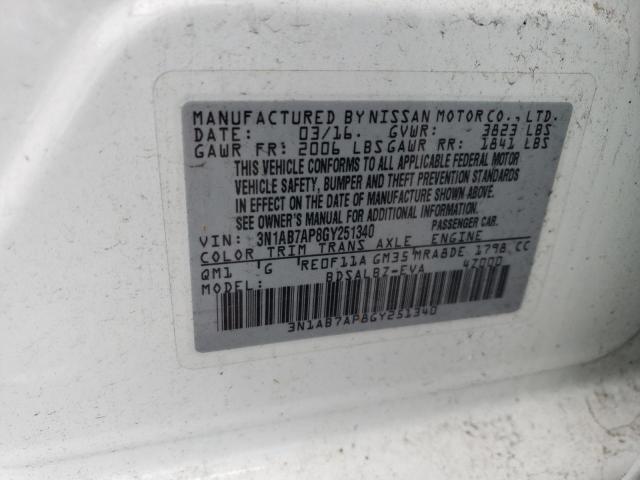 MANUFACTURED BY NISSAN MOTOR CO., LTD.
DATE: 03/16. GVWR: 3823 LBS
GAWR FR: 2006 LBS GAWR RR: 1841 LBS
THIS VEHICLE CONFORMS TO ALL APPLICABLE FEDERAL MOTOR
VEHICLE SAFETY, BUMPER AND THEFT PREVENTION STANDARDS
IN EFFECT ON THE DATE OF MANUFACTURE SHOWN ABOVE.
SEE OWNER'S MANUAL FOR MORE INFORMATION.
VIN: 3N1AB7AP8GY251340 PASSENGER CAR.
COLOR TRIM TRANS AXLE ENGINE
QM1 G RE0F11A GM35 MRA8DE 1798 CC
MODEL: BDSALBZ-EVA 4Z000
3N1AB7AP8GY251340